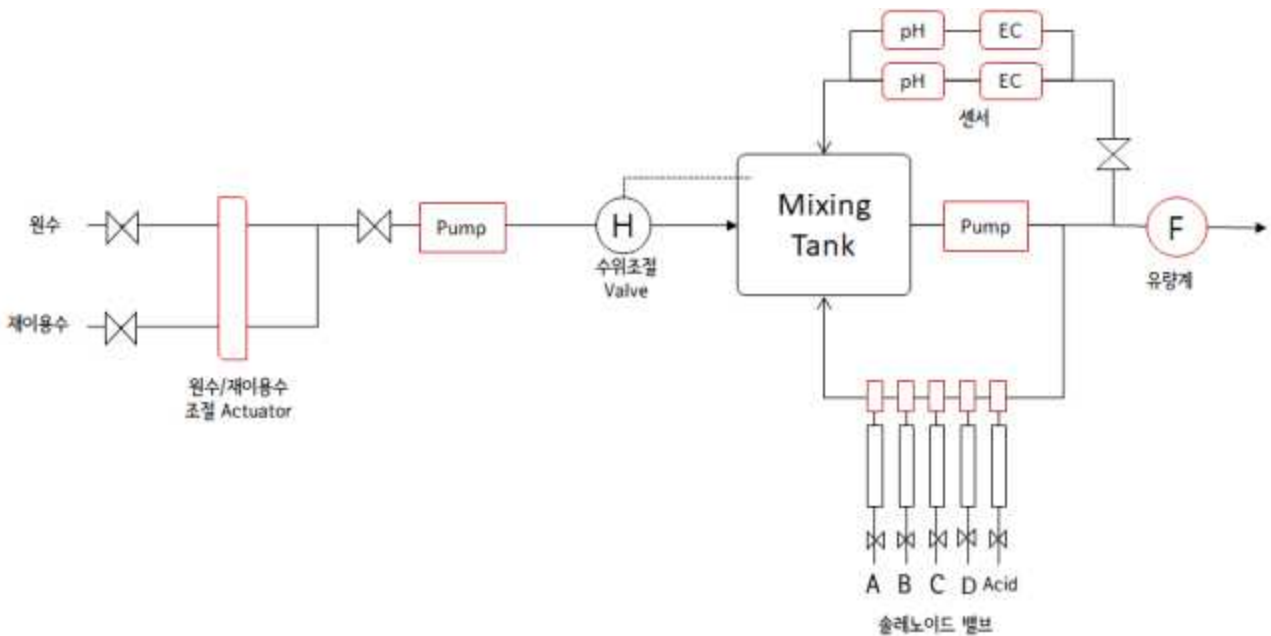 pH EC
pH EC
센서
원수
Pump
H
수위조절
Valve
Mixing
Tank
Pump
F
유량계
재이용수
원수/재이용수
조절 Actuator
A B C D Acid
솔레노이드 밸브